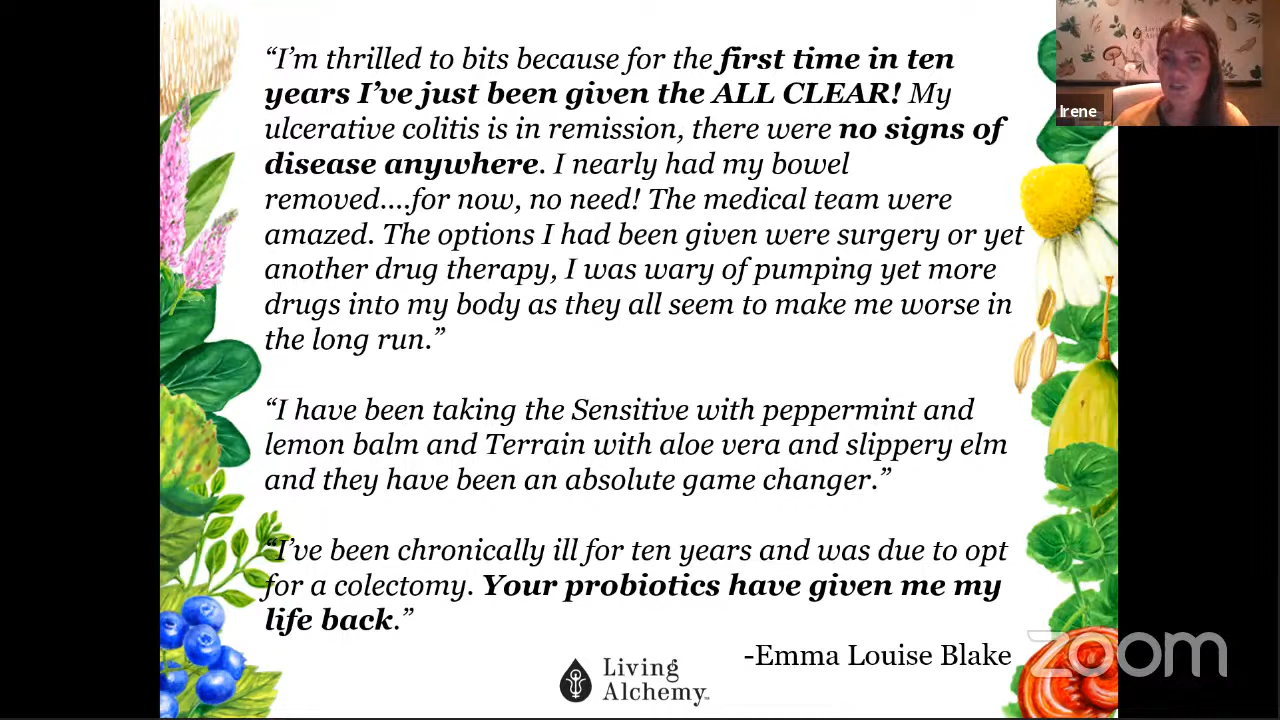 “I’m thrilled to bits because for the first time in ten
years I’ve just been given the ALL CLEAR! My
ulcerative colitis is in remission, there were no signs of
disease anywhere. I nearly had my bowel
removed....for now, no need! The medical team were
amazed. The options I had been given were surgery or yet
another drug therapy, I was wary of pumping yet more
drugs into my body as they all seem to make me worse in
the long run.”
“I have been taking the Sensitive with peppermint and
lemon balm and Terrain with aloe vera and slippery elm
and they have been an absolute game changer.”
“I’ve been chronically ill for ten years and was due to opt
for a colectomy. Your probiotics have given me my
life back.”
-Emma Louise Blake
Living
Alchemy™
Irene
zoom